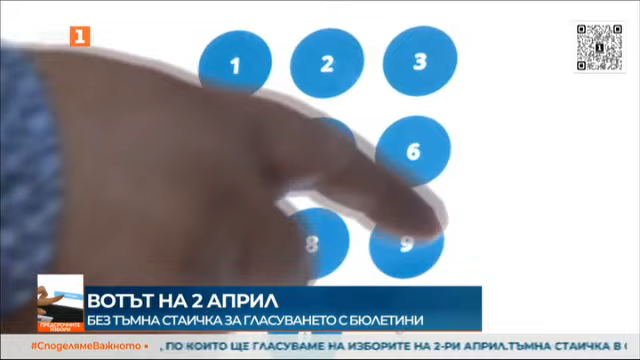 1
1 2 3
6
8 9
ПРЕДСРОЧНИТЕ
ИЗБОРИ
ВОТЪТ НА 2 АПРИЛ
БЕЗ ТЪМНА СТАИЧКА ЗА ГЛАСУВАНЕТО С БЮЛЕТИНИ
#СподелямеВажното • , ПО КОИТО ЩЕ ГЛАСУВАМЕ НА ИЗБОРИТЕ НА 2-РИ АПРИЛ.ТЪМНА СТАИЧКА В